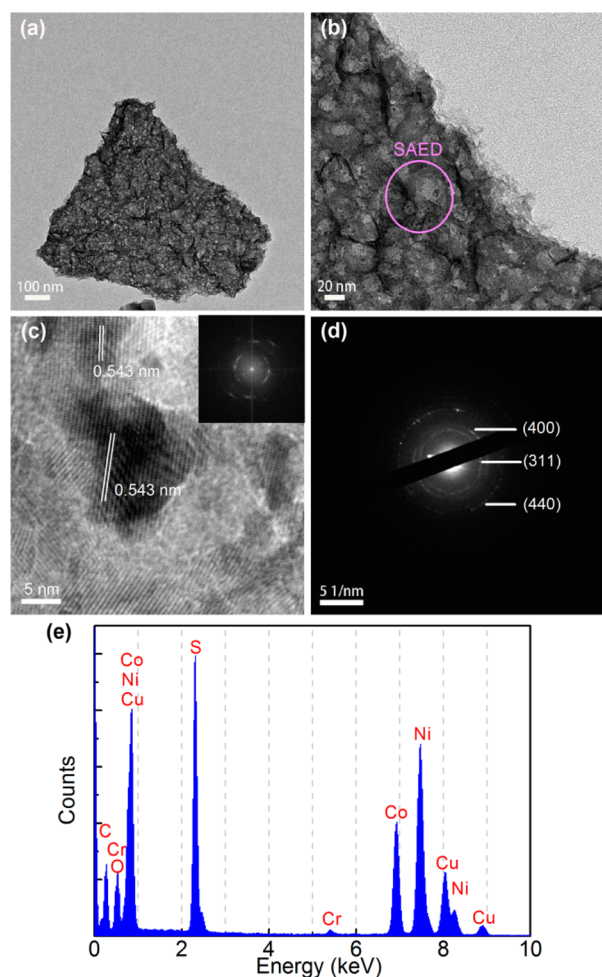 (a)
100 nm
(b)
SAED
20 nm
(c)
0.543 nm
0.543 nm
5 nm
(d)
(400)
(311)
(440)
5 1/nm
(e)
Counts
C
Cr
O
Co
Ni
Cu
S
Cr
Co
Ni
Cu
Ni
Cu
0 2 4 6 8 10
Energy (keV)